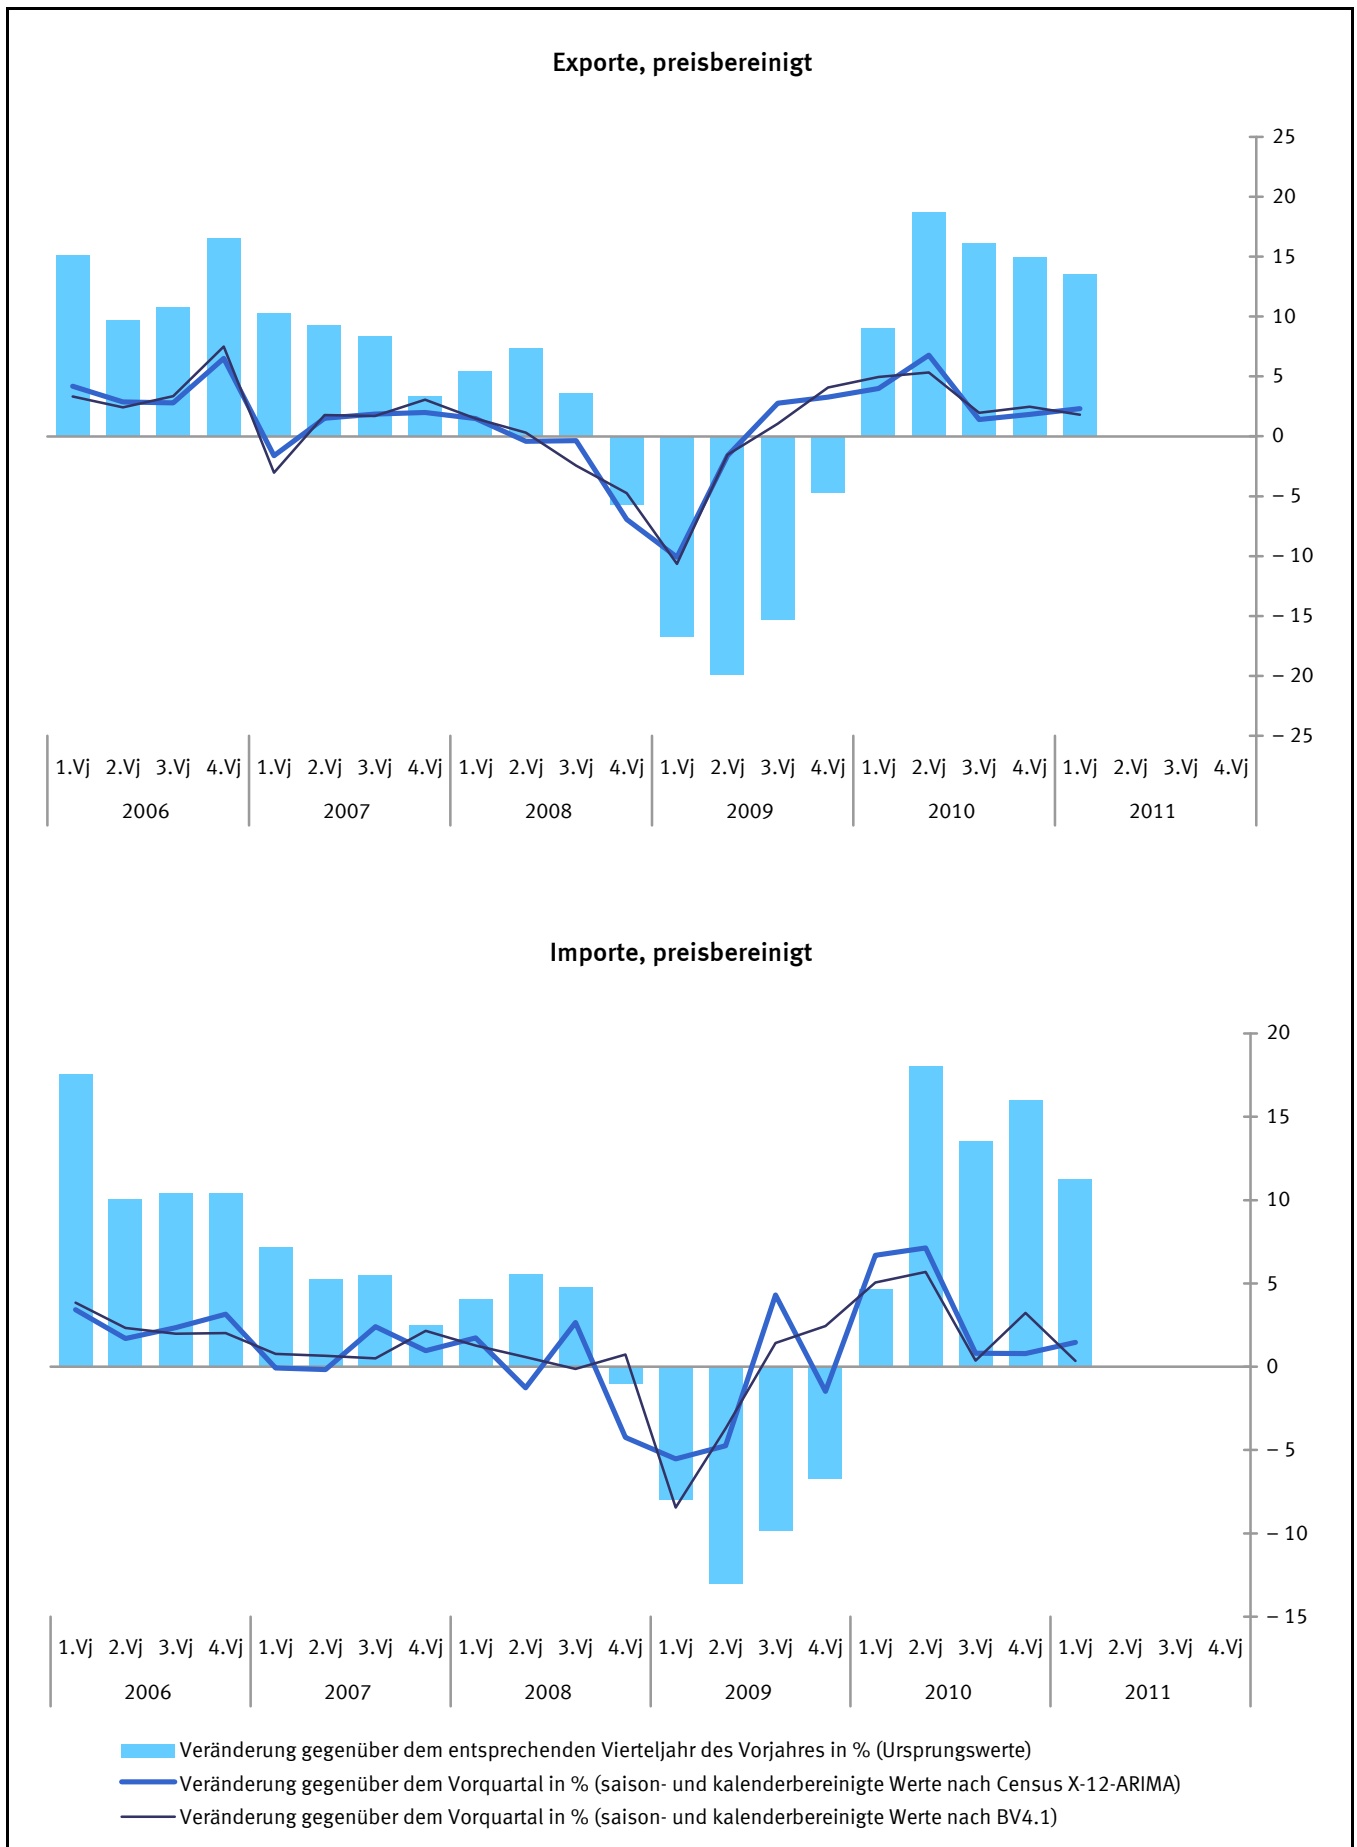 Exporte, preisbereinigt
25
20
15
10
5
0
– 5
– 10
– 15
– 20
– 25
1.Vj 2.Vj 3.Vj 4.Vj 1.Vj 2.Vj 3.Vj 4.Vj 1.Vj 2.Vj 3.Vj 4.Vj 1.Vj 2.Vj 3.Vj 4.Vj 1.Vj 2.Vj 3.Vj 4.Vj 1.Vj 2.Vj 3.Vj 4.Vj
2006 2007 2008 2009 2010 2011
Importe, preisbereinigt
20
15
10
5
0
– 5
– 10
– 15
1.Vj 2.Vj 3.Vj 4.Vj 1.Vj 2.Vj 3.Vj 4.Vj 1.Vj 2.Vj 3.Vj 4.Vj 1.Vj 2.Vj 3.Vj 4.Vj 1.Vj 2.Vj 3.Vj 4.Vj 1.Vj 2.Vj 3.Vj 4.Vj
2006 2007 2008 2009 2010 2011
Veränderung gegenüber dem entsprechenden Vierteljahr des Vorjahres in % (Ursprungswerte)
Veränderung gegenüber dem Vorquartal in % (saison- und kalenderbereinigte Werte nach Census X-12-ARIMA)
Veränderung gegenüber dem Vorquartal in % (saison- und kalenderbereinigte Werte nach BV4.1)